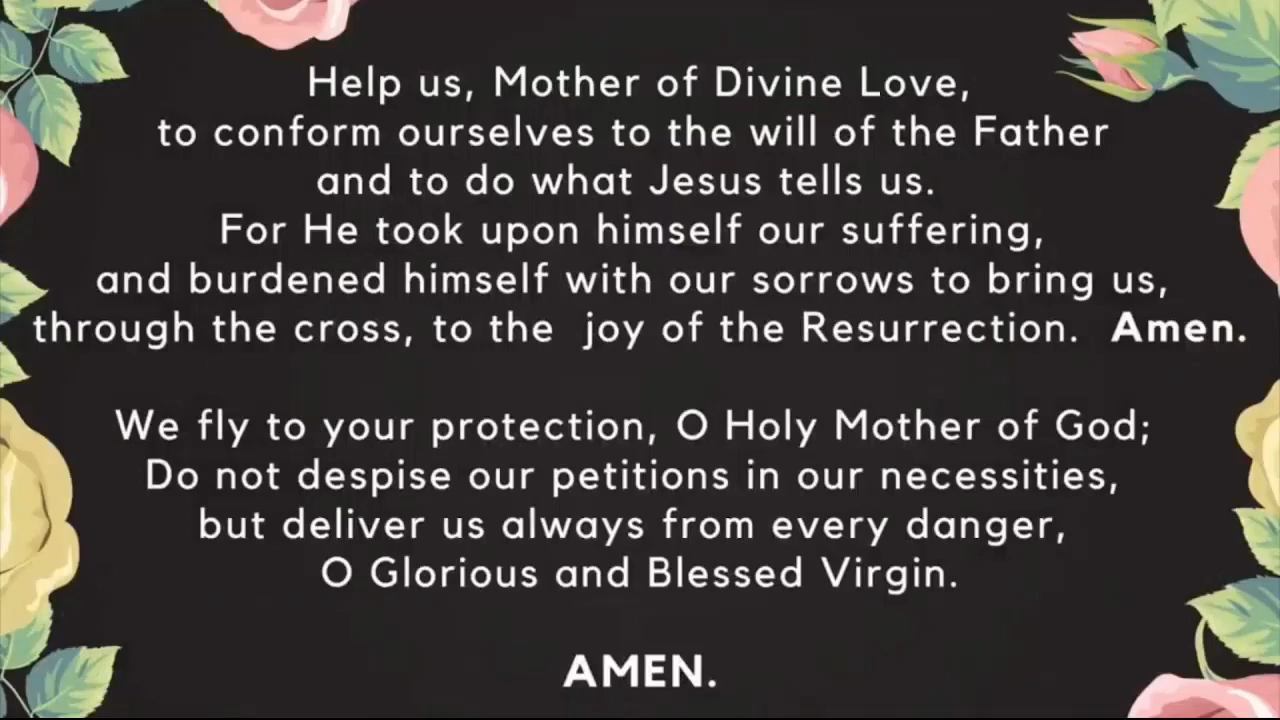 Help us, Mother of Divine Love,
to conform ourselves to the will of the Father
and to do what Jesus tells us.
For He took upon himself our suffering,
and burdened himself with our sorrows to bring us,
through the cross, to the joy of the Resurrection. Amen.
We fly to your protection, O Holy Mother of God;
Do not despise our petitions in our necessities,
but deliver us always from every danger,
O Glorious and Blessed Virgin.
AMEN.